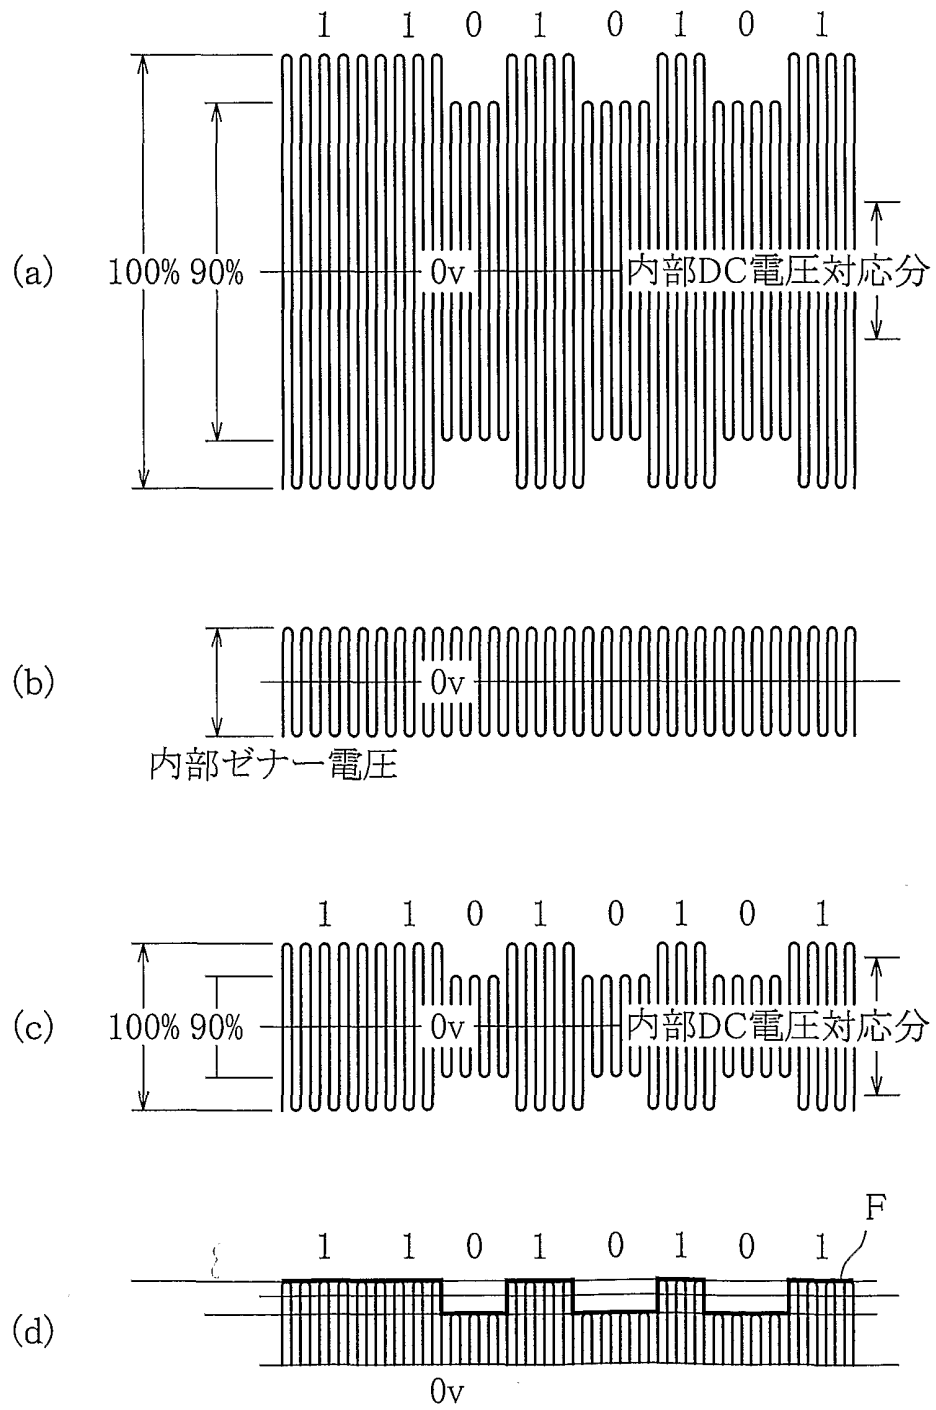 1 1 0 1 0 1 0 1
(a) 100% 90% 0v 内部DC電圧対応分
(b) 0v
内部ゼナー電圧
1 1 0 1 0 1 0 1
(c) 100% 90% 0v 内部DC電圧対応分
F
1 1 0 1 0 1 0 1
(d)
0v